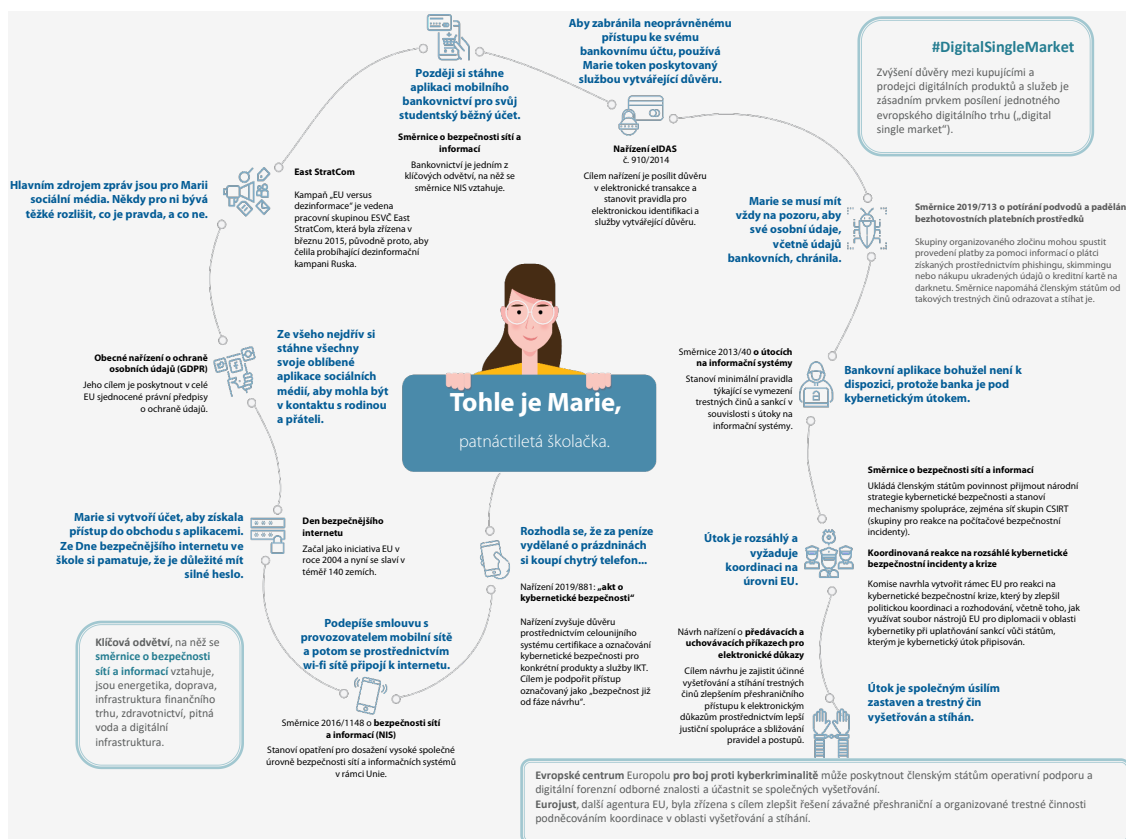 Aby zabránila neoprávněnému
přístupu ke svému
bankovnímu účtu, používá
Marie token poskytovaný
službou vytvářející důvěru.
#DigitalSingleMarket
Zvýšení důvěry mezi kupujícími a
prodejci digitálních produktů a služeb je
zásadním prvkem posílení jednotného
evropského digitálního trhu („digital
single market“).
Později si stáhne
aplikaci mobilního
bankovnictví pro svůj
studentský běžný účet.
Směrnice o bezpečnosti sítí a
informací
Bankovnictví je jedním z
klíčových odvětví, na něž se
směrnice NIS vztahuje.
Nařízení eIDAS
č. 910/2014
Cílem nařízení je posílit důvěru
v elektronické transakce a
stanovit pravidla pro
elektronickou identifikaci a
služby vytvářející důvěru.
Hlavním zdrojem zpráv jsou pro Marii
sociální média. Někdy pro ni bývá
těžké rozlišit, co je pravda, a co ne.
East StratCom
Kampaň „EU versus
dezinformace” je vedena
pracovní skupinou ESVČ East
StratCom, která byla zřízena v
březnu 2015, původně proto, aby
čelila probíhající dezinformační
kampani Ruska.
Marie se musí mít
vždy na pozoru, aby
své osobní údaje,
včetně údajů
bankovních, chránila.
Směrnice 2019/713 o potírání podvodů a padělán
bezhotovostních platebních prostředků
Skupiny organizovaného zločinu mohou spustit
provedení platby za pomoci informací o plátci
získaných prostřednictvím phishingu, skimmingu
nebo nákupu ukradených údajů o kreditní kartě na
darknetu. Směrnice napomáhá členským státům od
takových trestných činů odrazovat a stíhat je.
Obecné nařízení o ochraně
osobních údajů (GDPR)
Jeho cílem je poskytnout v celé
EU sjednocené právní předpisy
o ochraně údajů.
Ze všeho nejdřív si
stáhne všechny
svoje oblíbené
aplikace sociálních
médií, aby mohla být
v kontaktu s rodinou
a přáteli.
Tohle je Marie,
patnáctiletá školačka.
Směrnice 2013/40 o útocích
na informační systémy
Stanoví minimální pravidla
týkající se vymezení
trestných činů a sankcí v
souvislosti s útoky na
informační systémy.
Bankovní aplikace bohužel není k
dispozici, protože banka je pod
kybernetickým útokem.
Marie si vytvoří účet, aby získala
přístup do obchodu s aplikacemi.
Ze Dne bezpečnějšího internetu ve
škole si pamatuje, že je důležité mít
silné heslo.
Den bezpečnějšího
internetu
Začal jako iniciativa EU v
roce 2004 a nyní se slaví v
téměř 140 zemích.
Rozhodla se, že za peníze
vydělané o prázdninách
si koupí chytrý telefon...
Nařízení 2019/881: „akt o
kybernetické bezpečnosti“
Nařízení zvyšuje důvěru
prostřednictvím celounijního
systému certifikace a označování
kybernetické bezpečnosti pro
konkrétní produkty a služby IKT.
Cílem je podpořit přístup
označovaný jako „bezpečnost již
od fáze návrhu“.
Útok je rozsáhlý a
vyžaduje
koordinaci na
úrovni EU.
Směrnice o bezpečnosti sítí a informací
Ukládá členským státům povinnost přijmout národní
strategie kybernetické bezpečnosti a stanoví
mechanismy spolupráce, zejména síť skupin CSIRT
(skupiny pro reakce na počítačové bezpečnostní
incidenty).
Koordinovaná reakce na rozsáhlé kybernetické
bezpečnostní incidenty a krize
Komise navrhla vytvořit rámec EU pro reakci na
kybernetické bezpečnostní krize, který by zlepšil
politickou koordinaci a rozhodování, včetně toho, jak
využívat soubor nástrojů EU pro diplomacii v oblasti
kybernetiky při uplatňování sankcí vůči státům,
kterým je kybernetický útok připisován.
Podepíše smlouvu s
provozovatelem mobilní sítě
a potom se prostřednictvím
wi-fi sítě připojí k internetu.
Směrnice 2016/1148 o bezpečnosti sítí
a informací (NIS)
Stanoví opatření pro dosažení vysoké společné
úrovně bezpečnosti sítí a informačních systémů
v rámci Unie.
Klíčová odvětví, na něž se
směrnice o bezpečnosti
sítí a informací vztahuje,
jsou energetika, doprava,
infrastruktura finančního
trhu, zdravotnictví, pitná
voda a digitální
infrastruktura.
Návrh nařízení o předávacích a
uchovávacích příkazech pro
elektronické důkazy
Cílem návrhu je zajistit účinné
vyšetřování a stíhání trestných
činů zlepšením přeshraničního
přístupu k elektronickým
důkazům prostřednictvím lepší
justiční spolupráce a sbližování
pravidel a postupů.
Útok je společným úsilím
zastaven a trestný čin
vyšetřován a stíhán.
Evropské centrum Europolu pro boj proti kyberkriminalitě může poskytnout členským státům operativní podporu a
digitální forenzní odborné znalosti a účastnit se společných vyšetřování.
Eurojust, další agentura EU, byla zřízena s cílem zlepšit řešení závažné přeshraniční a organizované trestné činnosti
podněcováním koordinace v oblasti vyšetřování a stíhání.